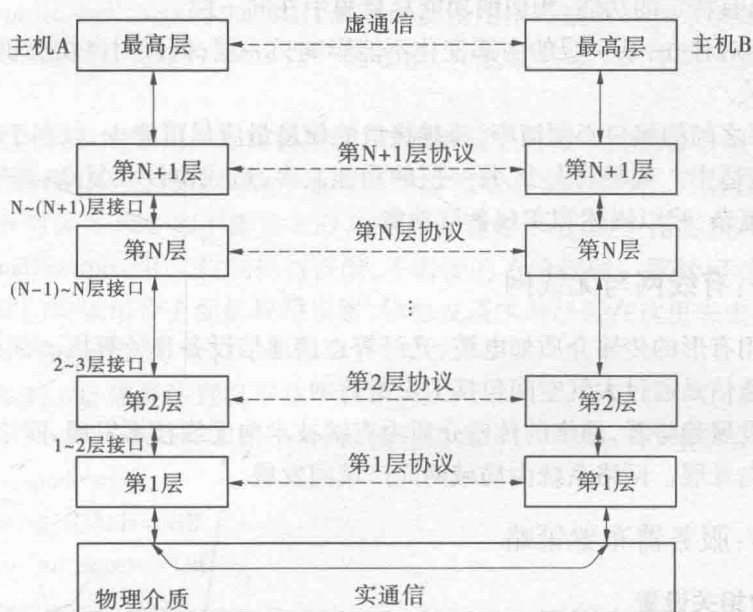 虚通信
主机A 最高层 最高层 主机B
第N+1层协议
第N+1层 第N+1层
N~(N+1)层接口
第N层协议
第N层 第N层
(N-1)~N层接口
2~3层接口
第2层协议
第2层 第2层
1~2层接口
第1层协议
第1层 第1层
物理介质 实通信